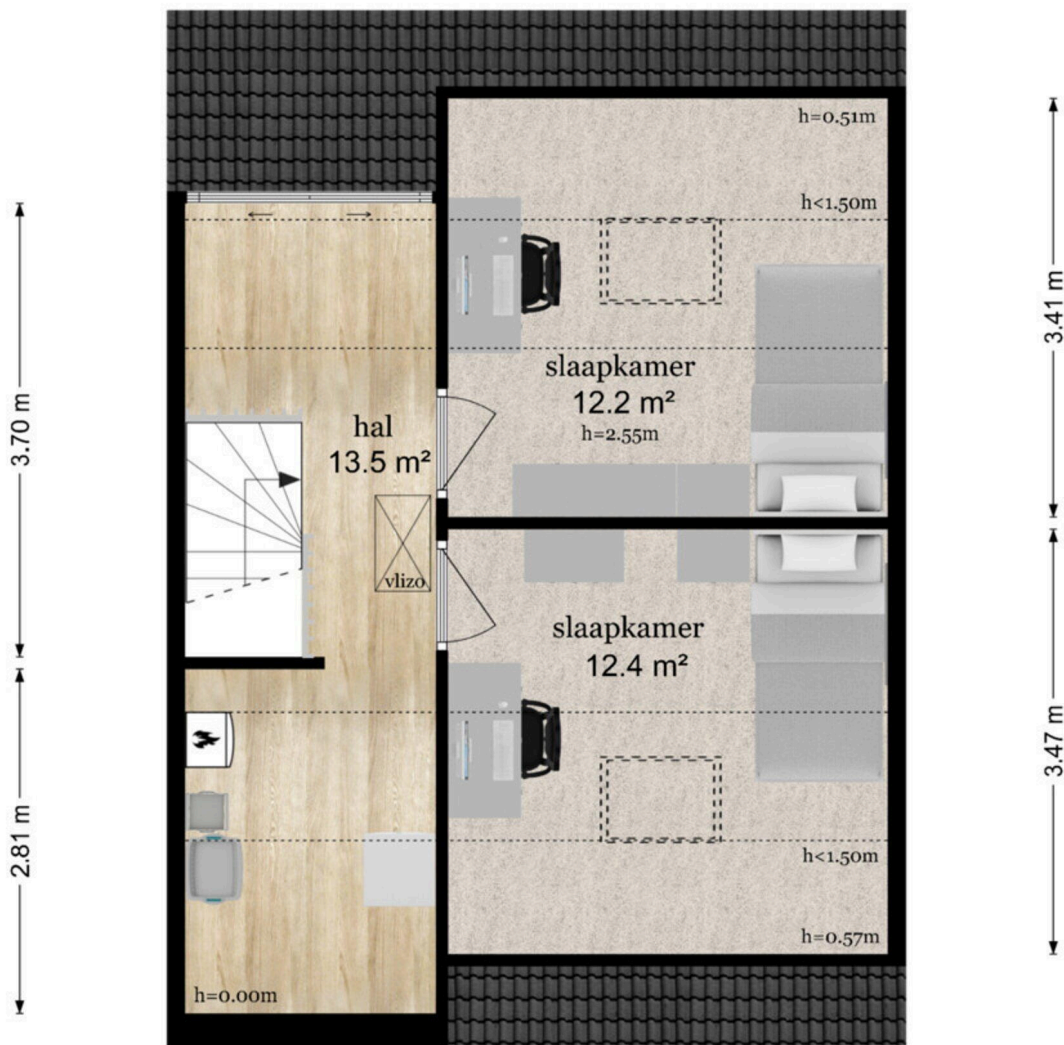 h=0.51m
h<1.50m
3.41 m
3.70 m
slaapkamer
12.2 m²
h=2.55m
hal
13.5 m²
vlizo
slaapkamer
12.4 m²
3.47 m
2.81 m
h<1.50m
h=0.57m
h=0.00m